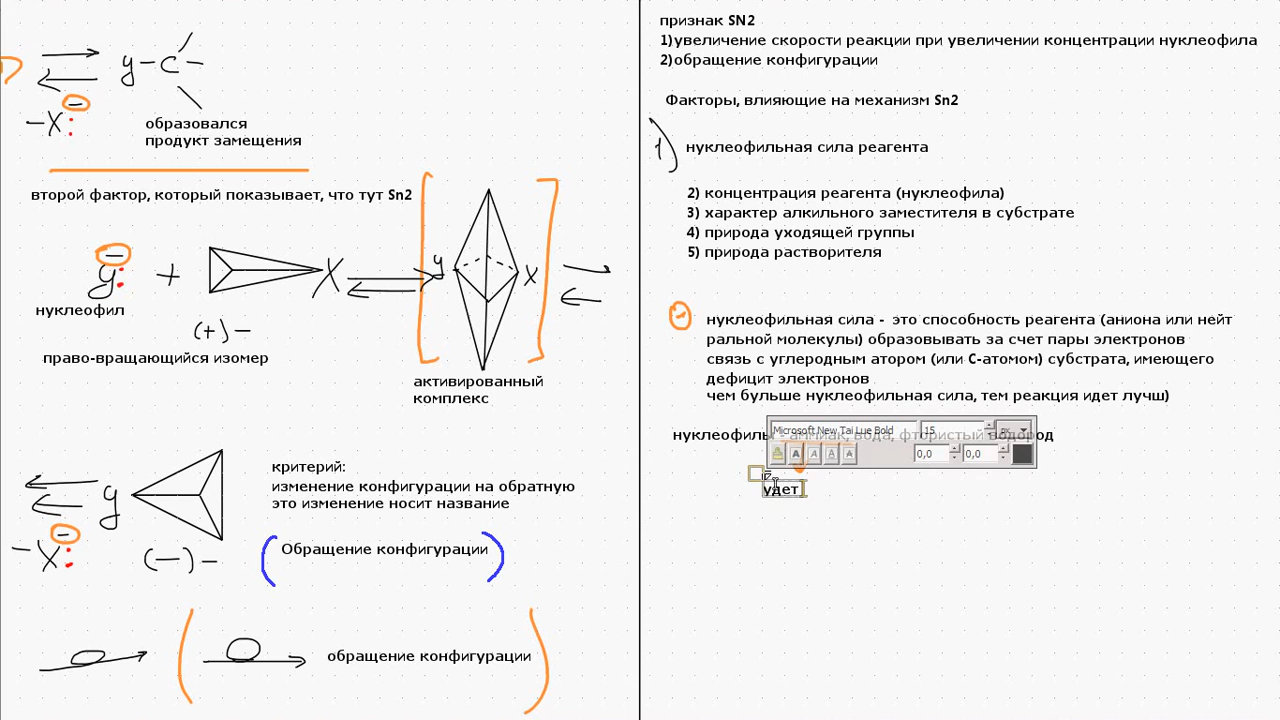 y – C –
– X :
образовался
продукт замещения
второй фактор, который показывает, что тут Sn2
y : + X
y X
нуклеофил
(+) –
право-вращающийся изомер
активированный
комплекс
y
– X :
(–) –
критерий:
изменение конфигурации на обратную
это изменение носит название
Обращение конфигурации
обращение конфигурации
признак SN2
1)увеличение скорости реакции при увеличении концентрации нуклеофила
2)обращение конфигурации
Факторы, влияющие на механизм Sn2
1) нуклеофильная сила реагента
2) концентрация реагента (нуклеофила)
3) характер алкильного заместителя в субстрате
4) природа уходящей группы
5) природа растворителя
нуклеофильная сила - это способность реагента (аниона или нейт
ральной молекулы) образовывать за счет пары электронов
связь с углеродным атором (или С-атомом) субстрата, имеющего
дефицит электронов
чем бульше нуклеофильная сила, тем реакция идет лучш)
Microsoft New Tai Lue Bold 15 px
нуклеофилы - аммиак, вода, фтористый водород
A A A A 0,0 0,0
удет